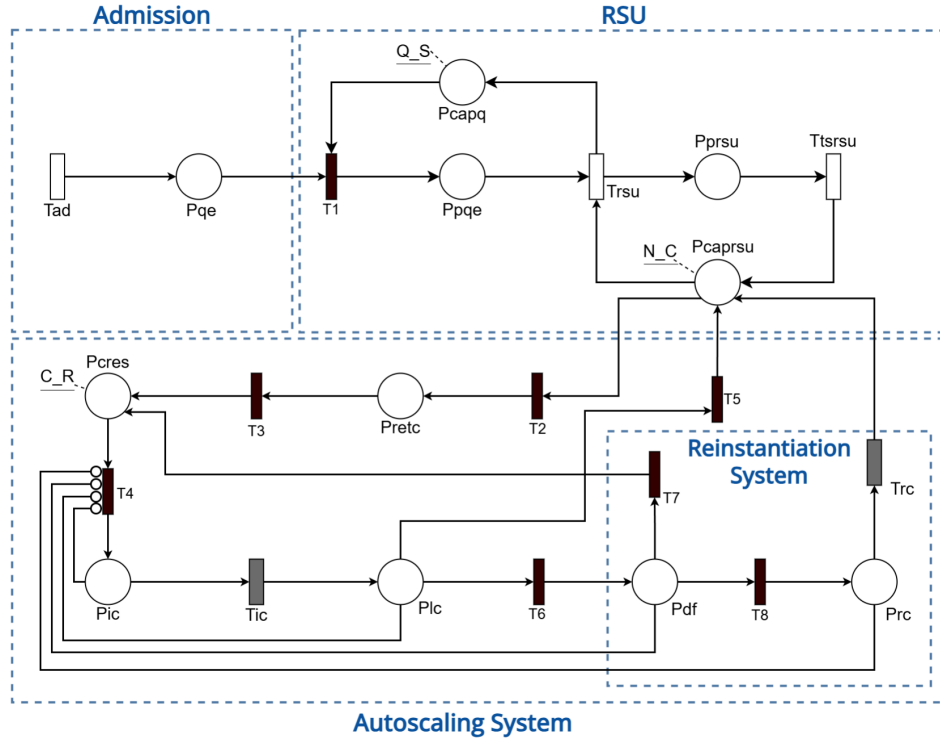 Admission
RSU
Q_S
Pcapq
Pprsu
Ttsrsu
Tad
Pqe
T1
Ppqe
Trsu
N_C
Pcaprsu
Pcres
C_R
T3
Pretc
T2
T5
Reinstantiation
System
T4
T7
Trc
Pic
Tic
Plc
T6
Pdf
T8
Prc
Autoscaling System